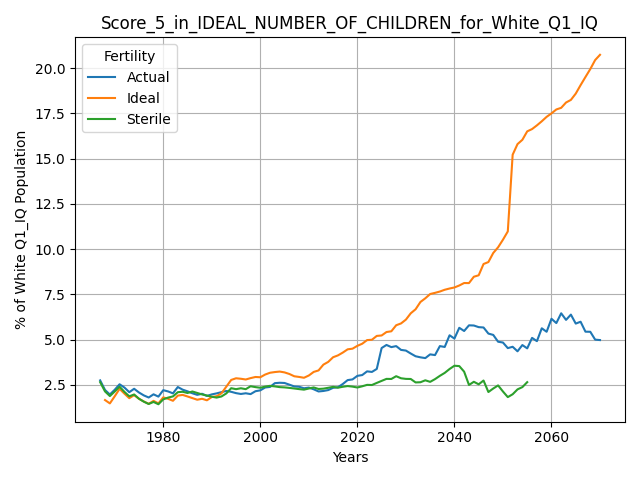 Score_5_in_IDEAL_NUMBER_OF_CHILDREN_for_White_Q1_IQ
Fertility
Actual
Ideal
Sterile
% of White Q1_IQ Population
20.0
17.5
15.0
12.5
10.0
7.5
5.0
2.5
1980 2000 2020 2040 2060
Years